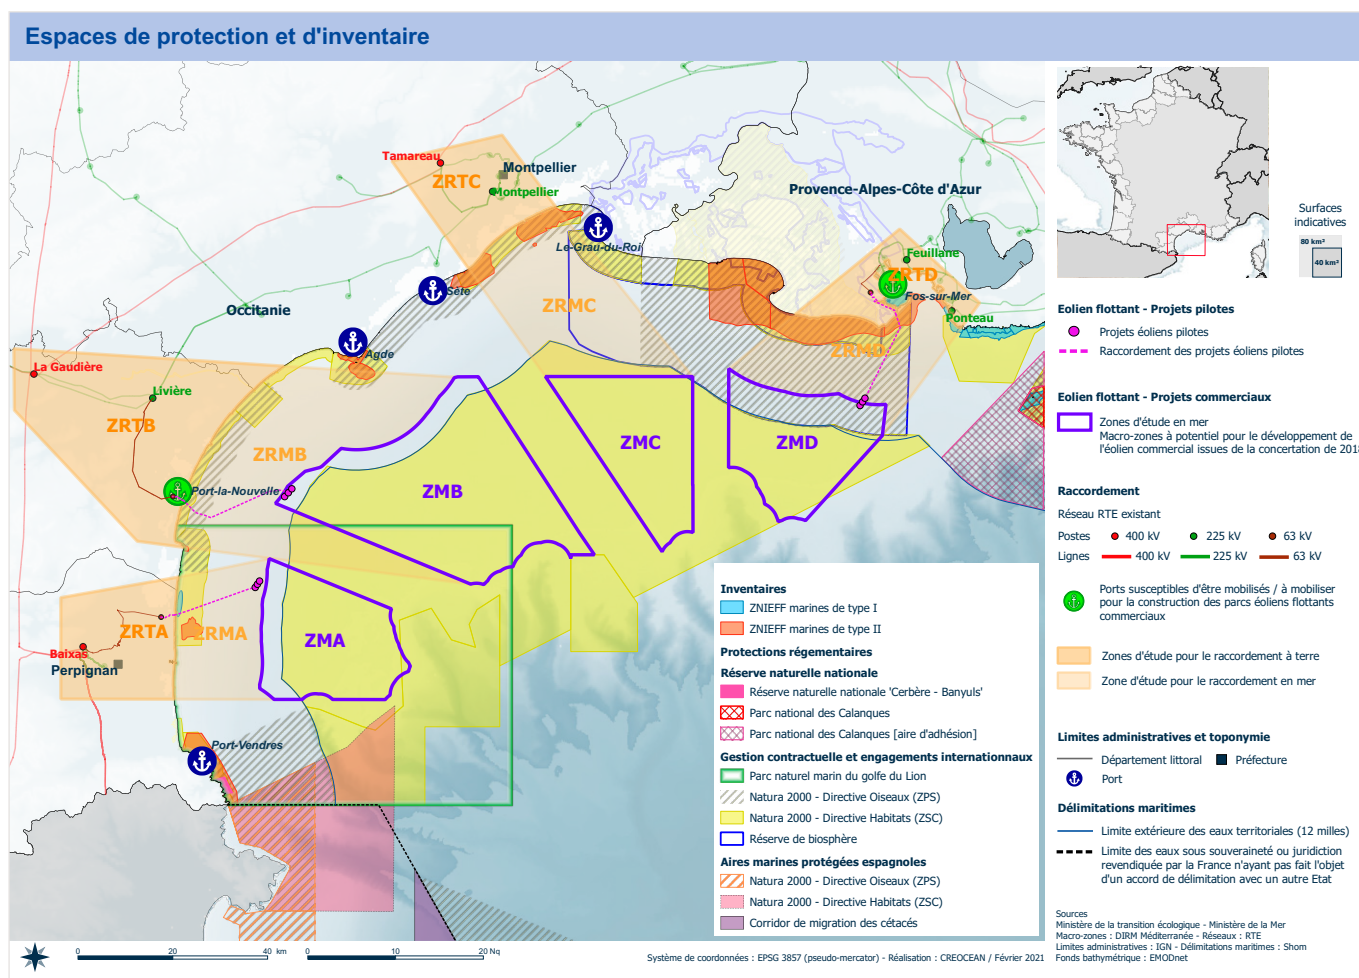 Espaces de protection et d'inventaire
Tamareau
ZRTC
Montpellier
Montpellier
Provence-Alpes-Côte d'Azur
Le-Grau-du-Roi
Feuillane
ZRTD
Fos-sur-Mer
Ponteau
Sète
ZRMC
Occitanie
Agde
ZRMD
La Gaudière
Livière
ZRTB
ZRMB
ZMC
ZMD
ZMB
Port-la-Nouvelle
ZRTA
ZRMA
ZMA
Baixas
Perpignan
Port-Vendres
Inventaires
ZNIEFF marines de type I
ZNIEFF marines de type II
Protections régementaires
Réserve naturelle nationale
Réserve naturelle nationale 'Cerbère - Banyuls'
Parc national des Calanques
Parc national des Calanques [aire d'adhésion]
Gestion contractuelle et engagements internationaux
Parc naturel marin du golfe du Lion
Natura 2000 - Directive Oiseaux (ZPS)
Natura 2000 - Directive Habitats (ZSC)
Réserve de biosphère
Aires marines protégées espagnoles
Natura 2000 - Directive Oiseaux (ZPS)
Natura 2000 - Directive Habitats (ZSC)
Corridor de migration des cétacés
Surfaces
indicatives
80 km²
40 km²
Eolien flottant - Projets pilotes
Projets éoliens pilotes
Raccordement des projets éoliens pilotes
Eolien flottant - Projets commerciaux
Zones d'étude en mer
Macro-zones à potentiel pour le développement de
l'éolien commercial issues de la concertation de 2018
Raccordement
Réseau RTE existant
Postes 400 kV 225 kV 63 kV
Lignes 400 kV 225 kV 63 kV
Ports susceptibles d'être mobilisés / à mobiliser
pour la construction des parcs éoliens flottants
commerciaux
Zones d'étude pour le raccordement à terre
Zone d'étude pour le raccordement en mer
Limites administratives et toponymie
Département littoral Préfecture
Port
Délimitations maritimes
Limite extérieure des eaux territoriales (12 milles)
Limite des eaux sous souveraineté ou juridiction
revendiquée par la France n'ayant pas fait l'objet
d'un accord de délimitation avec un autre Etat
Sources
Ministère de la transition écologique - Ministère de la Mer
Macro-zones : DIRM Méditerranée - Réseaux : RTE
Limites administratives : IGN - Délimitations maritimes : Shom
Fonds bathymétrique : EMODnet
0 20 40 km 0 10 20 Nq
Système de coordonnées : EPSG 3857 (pseudo-mercator) - Réalisation : CREOCEAN / Février 2021